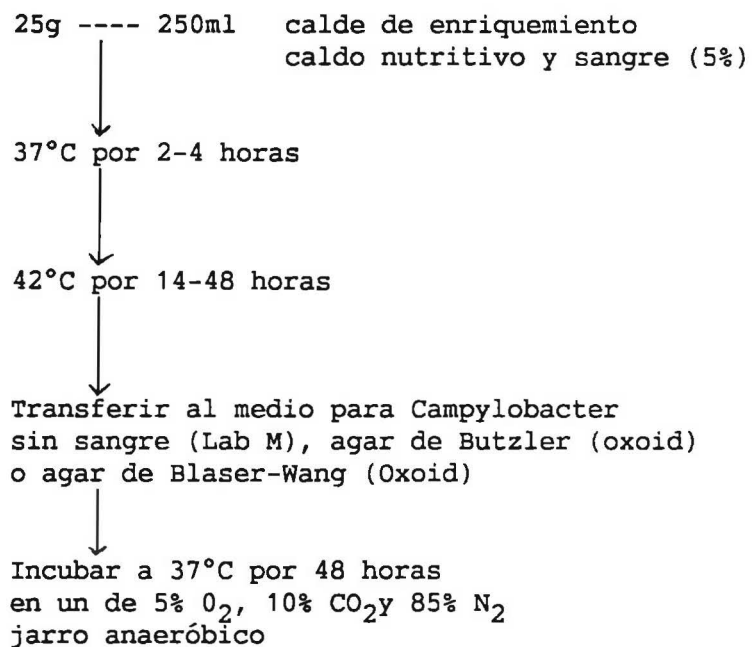 25g ---- 250ml calde de enriquemiento
caldo nutritivo y sangre (5%)
37°C por 2-4 horas
42°C por 14-48 horas
Transferir al medio para Campylobacter
sin sangre (Lab M), agar de Butzler (oxoid)
o agar de Blaser-Wang (Oxoid)
Incubar a 37°C por 48 horas
en un de 5% 0₂, 10% CO₂y 85% N₂
jarro anaeróbico